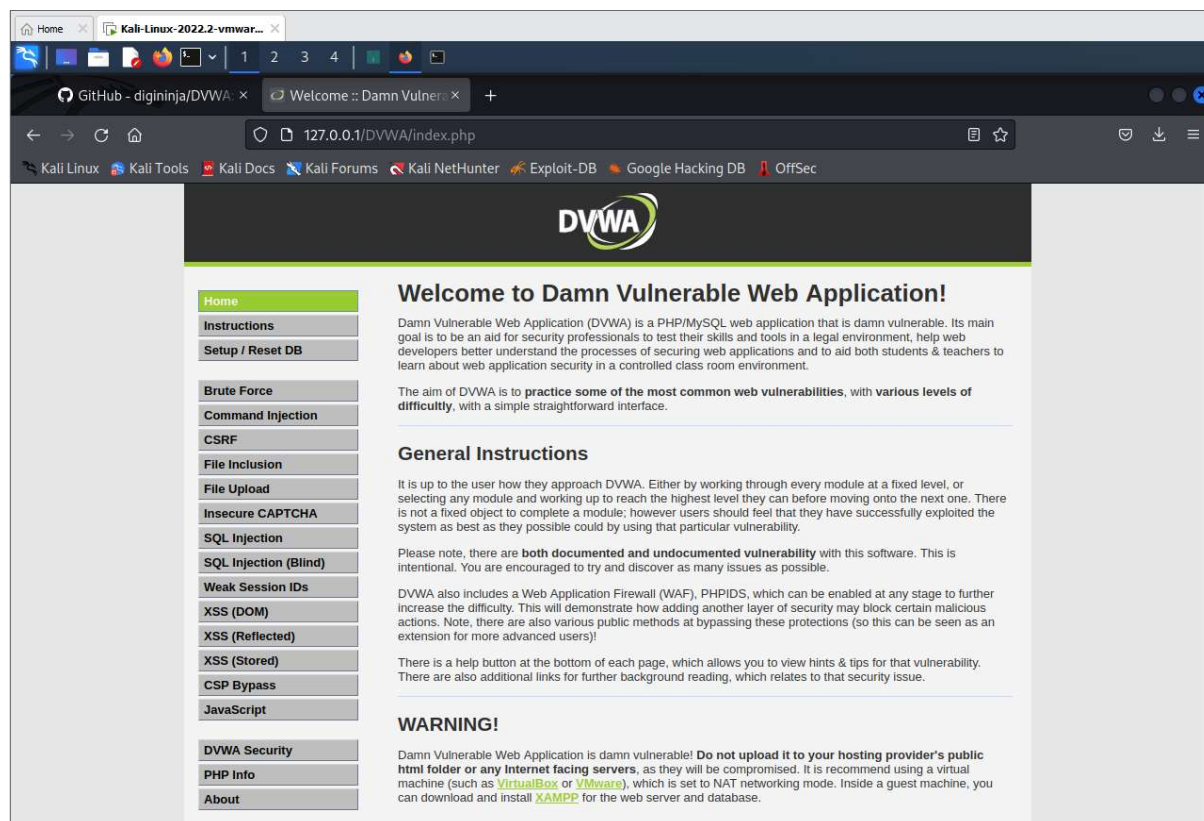 Home
Kali-Linux-2022.2-vmwar...
1 2 3 4
GitHub - digininja/DVWA:
Welcome :: Damn Vulnera
127.0.0.1/DVWA/index.php
Kali Linux Kali Tools Kali Docs Kali Forums Kali NetHunter Exploit-DB Google Hacking DB OffSec
DVWA
Home
Instructions
Setup / Reset DB
Brute Force
Command Injection
CSRF
File Inclusion
File Upload
Insecure CAPTCHA
SQL Injection
SQL Injection (Blind)
Weak Session IDs
XSS (DOM)
XSS (Reflected)
XSS (Stored)
CSP Bypass
JavaScript
DVWA Security
PHP Info
About
Welcome to Damn Vulnerable Web Application!
Damn Vulnerable Web Application (DVWA) is a PHP/MySQL web application that is damn vulnerable. Its main
goal is to be an aid for security professionals to test their skills and tools in a legal environment, help web
developers better understand the processes of securing web applications and to aid both students & teachers to
learn about web application security in a controlled class room environment.
The aim of DVWA is to practice some of the most common web vulnerabilities, with various levels of
difficultly, with a simple straightforward interface.
General Instructions
It is up to the user how they approach DVWA. Either by working through every module at a fixed level, or
selecting any module and working up to reach the highest level they can before moving onto the next one. There
is not a fixed object to complete a module; however users should feel that they have successfully exploited the
system as best as they possible could by using that particular vulnerability.
Please note, there are both documented and undocumented vulnerability with this software. This is
intentional. You are encouraged to try and discover as many issues as possible.
DVWA also includes a Web Application Firewall (WAF), PHPIDS, which can be enabled at any stage to further
increase the difficulty. This will demonstrate how adding another layer of security may block certain malicious
actions. Note, there are also various public methods at bypassing these protections (so this can be seen as an
extension for more advanced users)!
There is a help button at the bottom of each page, which allows you to view hints & tips for that vulnerability.
There are also additional links for further background reading, which relates to that security issue.
WARNING!
Damn Vulnerable Web Application is damn vulnerable! Do not upload it to your hosting provider's public
html folder or any Internet facing servers, as they will be compromised. It is recommend using a virtual
machine (such as VirtualBox or VMware), which is set to NAT networking mode. Inside a guest machine, you
can download and install XAMPP for the web server and database.